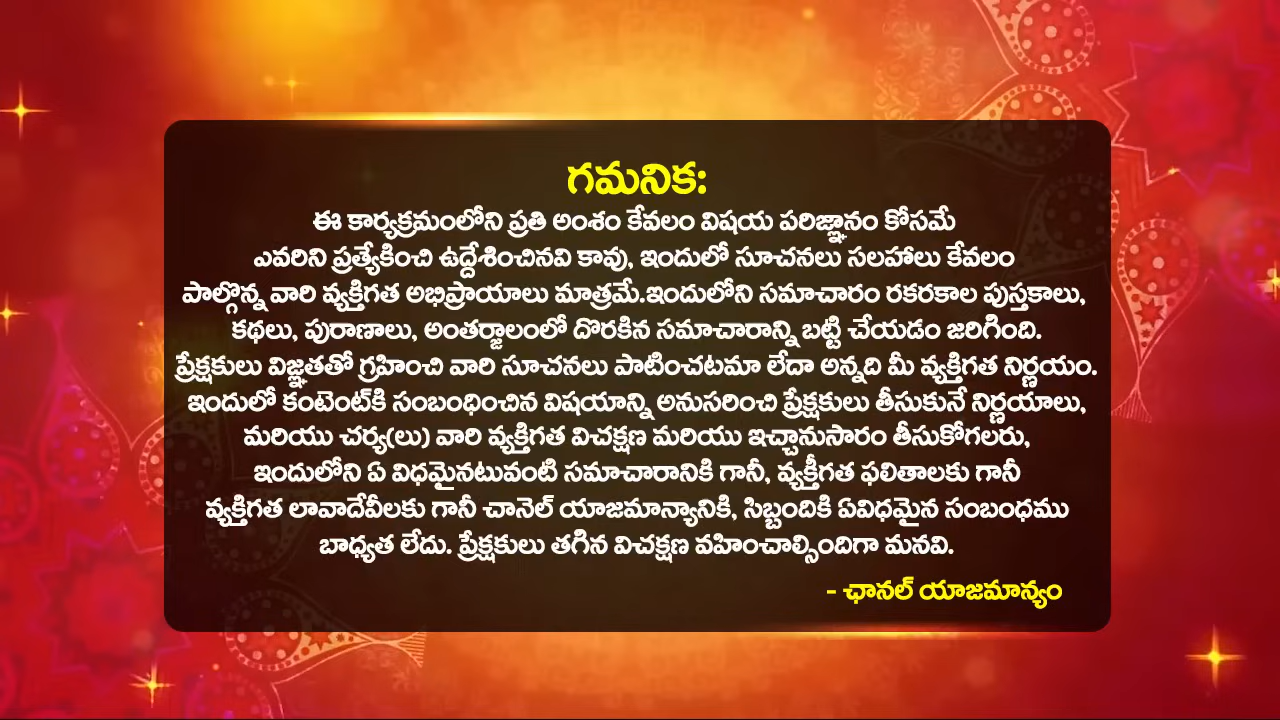 గమనిక:
ఈ కార్యక్రమంలోని ప్రతి అంశం కేవలం విషయ పరిజ్ఞానం కోసమే
ఎవరిని ప్రత్యేకించి ఉద్దేశించినవి కావు, ఇందులో సూచనలు సలహాలు కేవలం
పాల్గొన్న వారి వ్యక్తిగత అభిప్రాయాలు మాత్రమే.ఇందులోని సమాచారం రకరకాల పుస్తకాలు,
కథలు, పురాణాలు, అంతర్జాలంలో దొరకిన సమాచారాన్ని బట్టి చేయడం జరిగింది.
ప్రేక్షకులు విజ్ఞతతో గ్రహించి వారి సూచనలు పాటించటమా లేదా అన్నది మీ వ్యక్తిగత నిర్ణయం.
ఇందులో కంటెంట్‌కి సంబంధించిన విషయాన్ని అనుసరించి ప్రేక్షకులు తీసుకునే నిర్ణయాలు,
మరియు చర్య(లు) వారి వ్యక్తిగత విచక్షణ మరియు ఇచ్చానుసారం తీసుకోగలరు,
ఇందులోని ఏ విధమైనటువంటి సమాచారానికి గానీ, వ్యక్తీగత ఫలితాలకు గానీ
వ్యక్తిగత లావాదేవీలకు గానీ చానెల్ యాజమాన్యానికి, సిబ్బందికి ఏవిధమైన సంబంధము
బాధ్యత లేదు. ప్రేక్షకులు తగిన విచక్షణ వహించాల్సిందిగా మనవి.
- ఛానల్ యాజమాన్యం